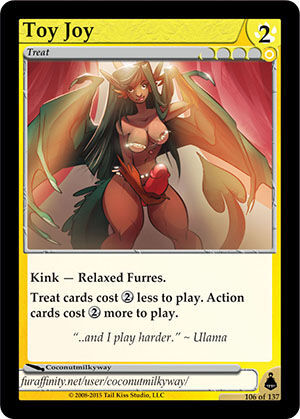 Toy Joy
2
Treat
Kink — Relaxed Furres.
Treat cards cost 2 less to play. Action
cards cost 2 more to play.
"..and I play harder." ~ Ulama
Coconutmilkyway
furaffinity.net/user/coconutmilkyway/
106 of 137
© 2008-2015 Tail Kiss Studio, LLC